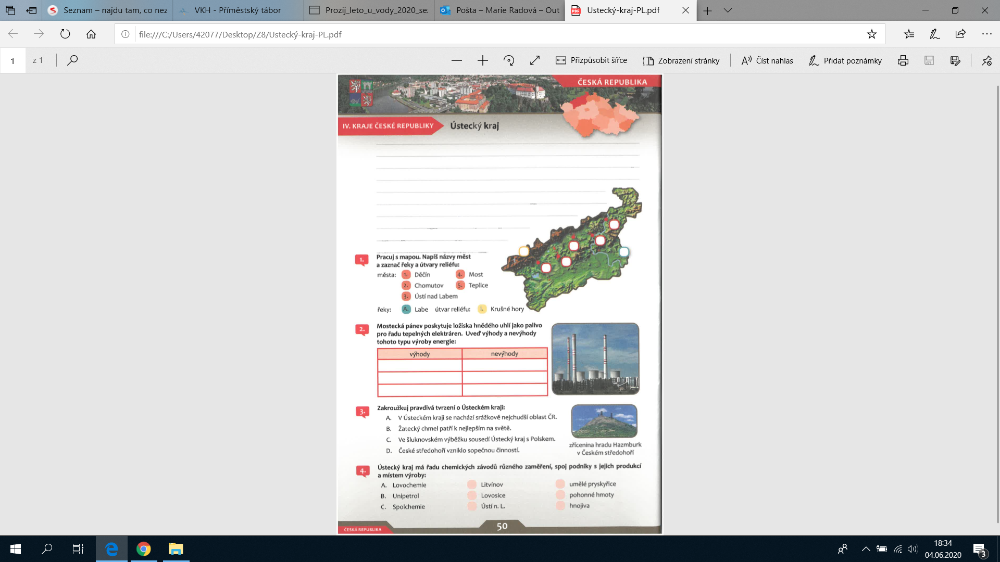 Seznam – najdu tam, co nez
VKH - Příměstský tábor
Prozij_leto_u_vody_2020_se
Pošta – Marie Radová – Out
Ustecký-kraj-PL.pdf
file:///C:/Users/42077/Desktop/Z8/Ustecký-kraj-PL.pdf
1 z 1
Přizpůsobit šířce
Zobrazení stránky
Číst nahlas
Přidat poznámky
ČESKÁ REPUBLIKA
IV. KRAJE ČESKÉ REPUBLIKY Ústecký kraj
1. Pracuj s mapou. Napiš názvy měst
a zaznač řeky a útvary reliéfu:
města: 1. Děčín 4. Most
2. Chomutov 5. Teplice
3. Ústí nad Labem
řeky: A. Labe útvar reliéfu: I. Krušné hory
2. Mostecká pánev poskytuje ložiska hnědého uhlí jako palivo
pro řadu tepelných elektráren. Uveď výhody a nevýhody
tohoto typu výroby energie:
výhody nevýhody
3. Zakroužkuj pravdivá tvrzení o Ústeckém kraji:
A. V Ústeckém kraji se nachází srážkově nejchudší oblast ČR.
B. Žatecký chmel patří k nejlepším na světě.
C. Ve šluknovském výběžku sousedí Ústecký kraj s Polskem.
D. České středohoří vzniklo sopečnou činností.
zřícenina hradu Hazmburk
v Českém středohoří
4. Ústecký kraj má řadu chemických závodů různého zaměření, spoj podniky s jejich produkcí
a místem výroby:
A. Lovochemie Litvínov umělé pryskyřice
B. Unipetrol Lovosice pohonné hmoty
C. Spolchemie Ústí n. L. hnojiva
ČESKÁ REPUBLIKA
50
18:34
04.06.2020
3